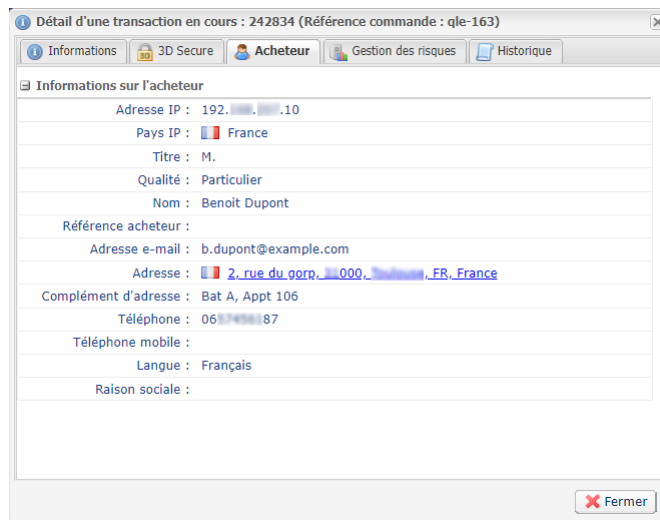 Détail d'une transaction en cours : 242834 (Référence commande : qle-163)
Informations 3D Secure Acheteur Gestion des risques Historique
Informations sur l'acheteur
Adresse IP : 192. . .10
Pays IP : France
Titre : M.
Qualité : Particulier
Nom : Benoit Dupont
Référence acheteur :
Adresse e-mail : b.dupont@example.com
Adresse : 2, rue du gorp, 000, , FR, France
Complément d'adresse : Bat A, Appt 106
Téléphone : 06 87
Téléphone mobile :
Langue : Français
Raison sociale :
Fermer